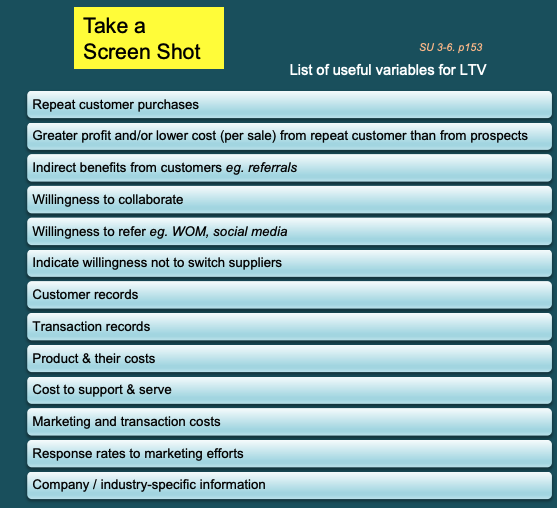 Take a
Screen Shot
SU 3-6. p153
List of useful variables for LTV
Repeat customer purchases
Greater profit and/or lower cost (per sale) from repeat customer than from prospects
Indirect benefits from customers eg. referrals
Willingness to collaborate
Willingness to refer eg. WOM, social media
Indicate willingness not to switch suppliers
Customer records
Transaction records
Product & their costs
Cost to support & serve
Marketing and transaction costs
Response rates to marketing efforts
Company / industry-specific information